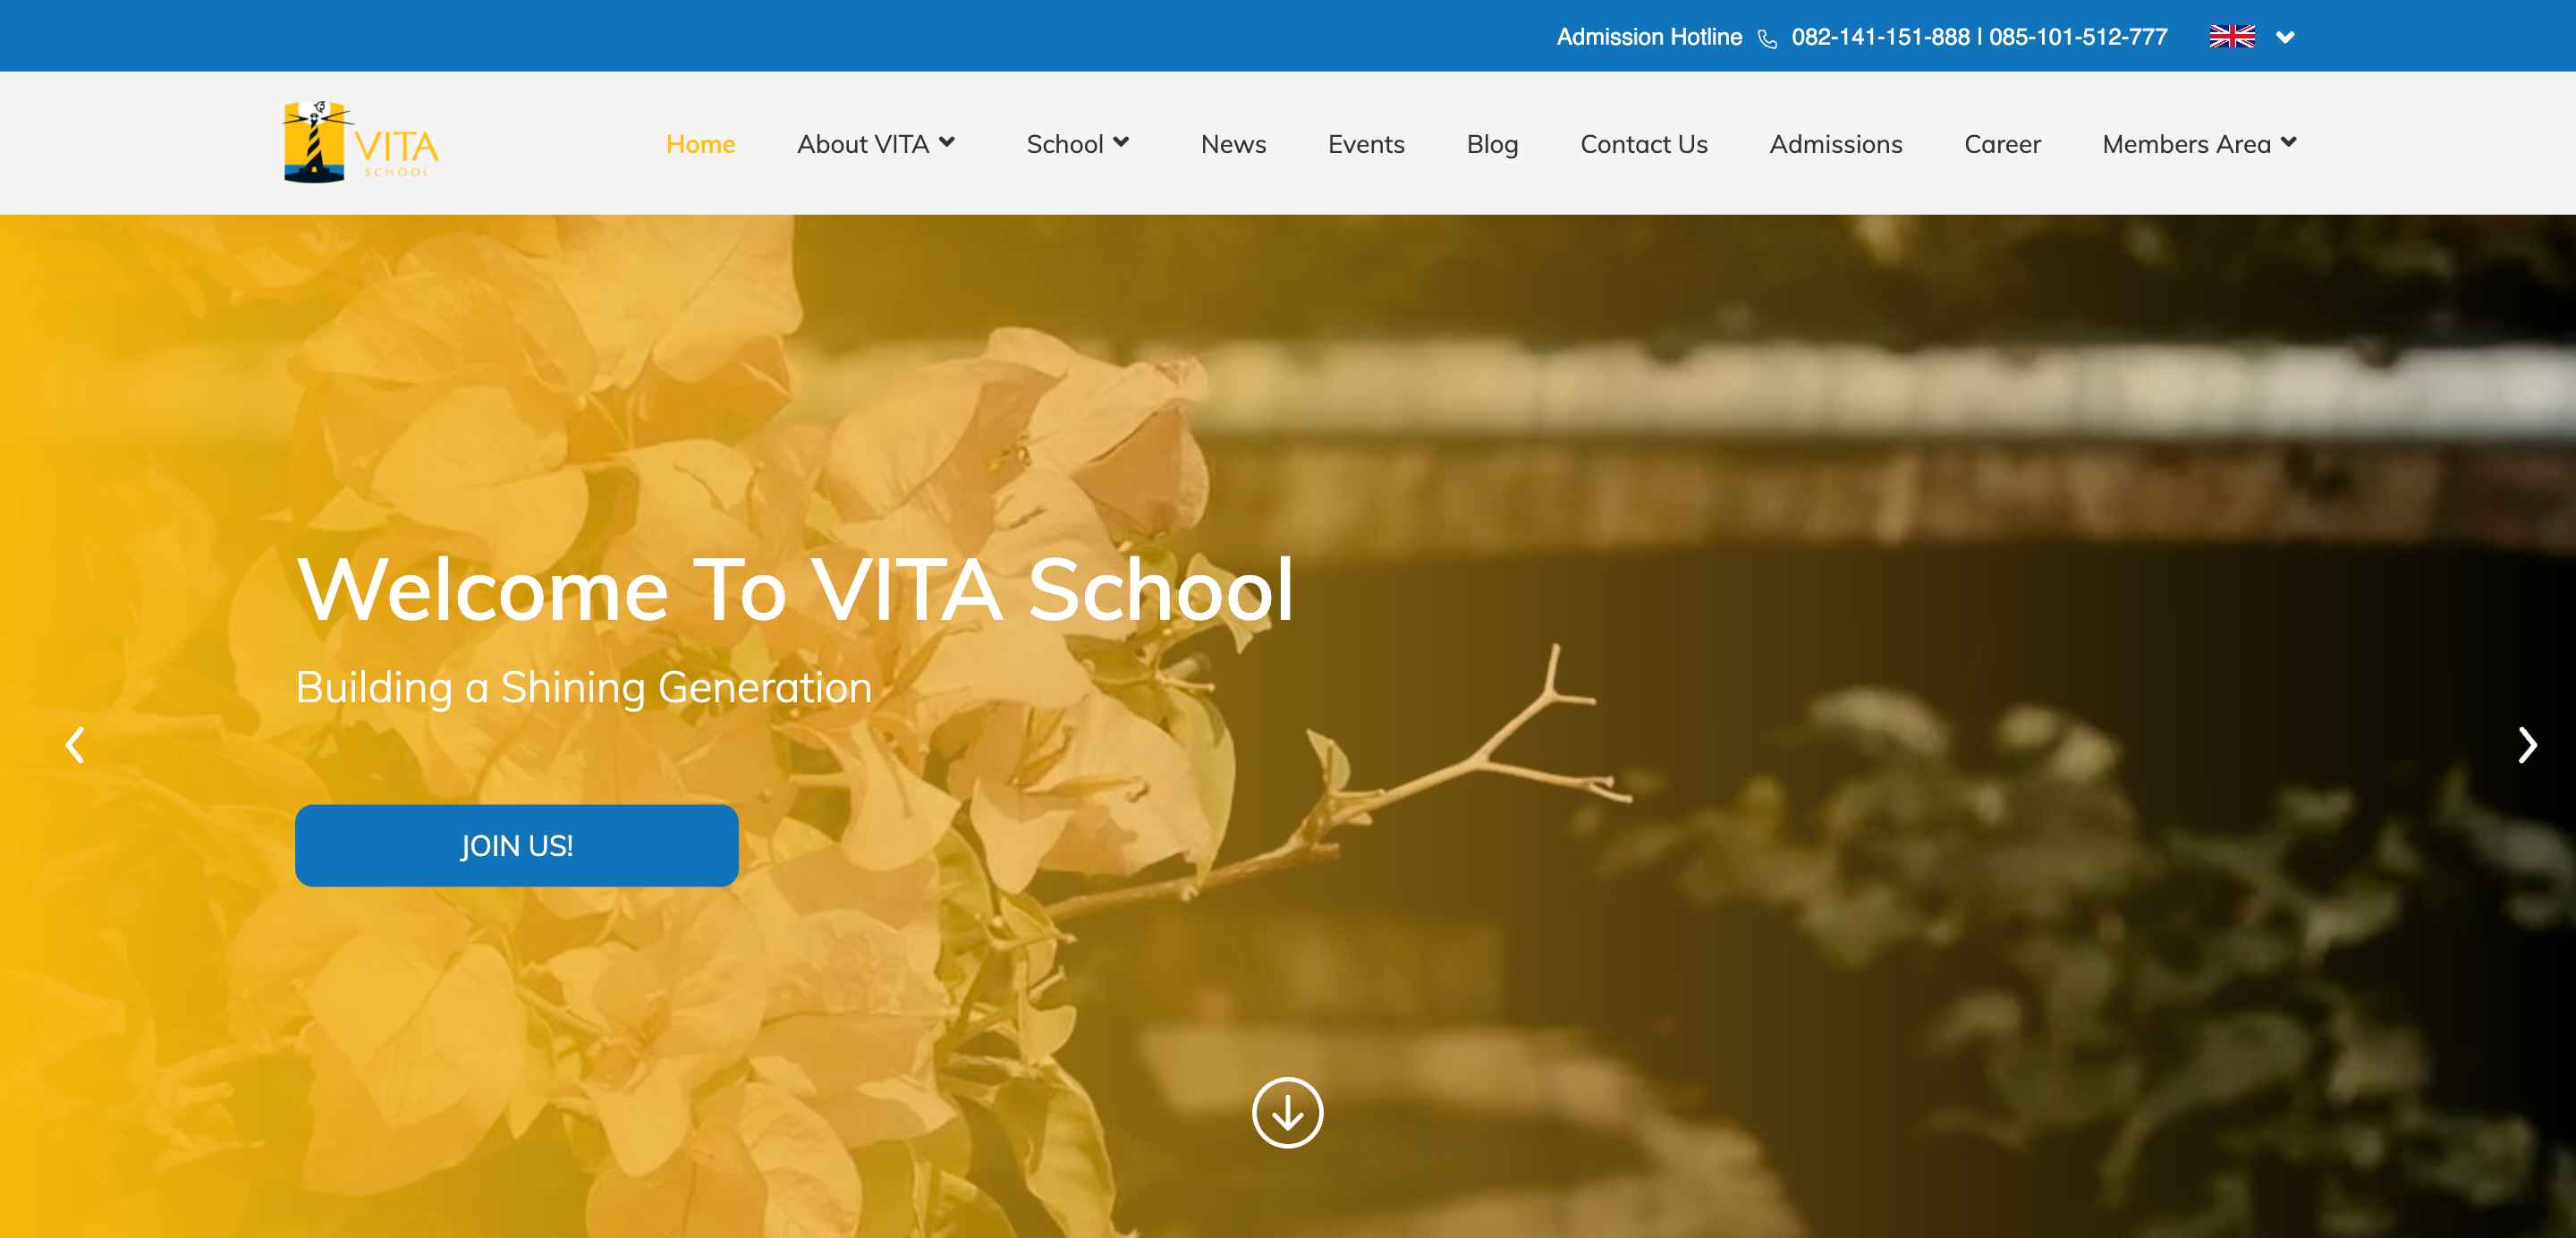 Admission Hotline 082-141-151-888 | 085-101-512-777
VITA
SCHOOL
Home About VITA School News Events Blog Contact Us Admissions Career Members Area
Welcome To VITA School
Building a Shining Generation
JOIN US!